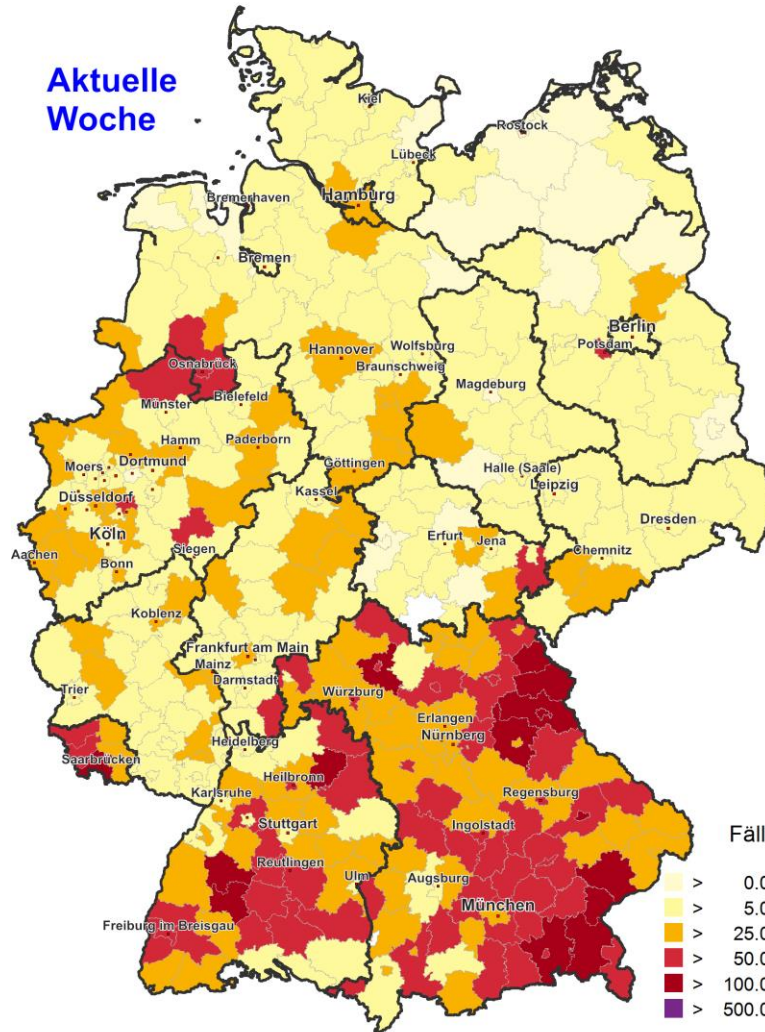 Aktuelle
Woche
Kiel
Rostock
Lübeck
Bremerhaven
Hamburg
Bremen
Berlin
Potsdam
Wolfsburg
Hannover
Braunschweig
Osnabrück
Magdeburg
Bielefeld
Münster
Hamm
Paderborn
Moers
Dortmund
Göttingen
Halle (Saale)
Leipzig
Düsseldorf
Kassel
Köln
Dresden
Siegen
Erfurt
Jena
Aachen
Chemnitz
Bonn
Koblenz
Frankfurt am Main
Mainz
Darmstadt
Würzburg
Trier
Erlangen
Nürnberg
Heidelberg
Saarbrücken
Heilbronn
Karlsruhe
Regensburg
Stuttgart
Ingolstadt
Fäll
Reutlingen
Ulm
Augsburg
> 0.0
> 5.0
München
> 25.0
Freiburg im Breisgau
> 50.0
> 100.0
> 500.0